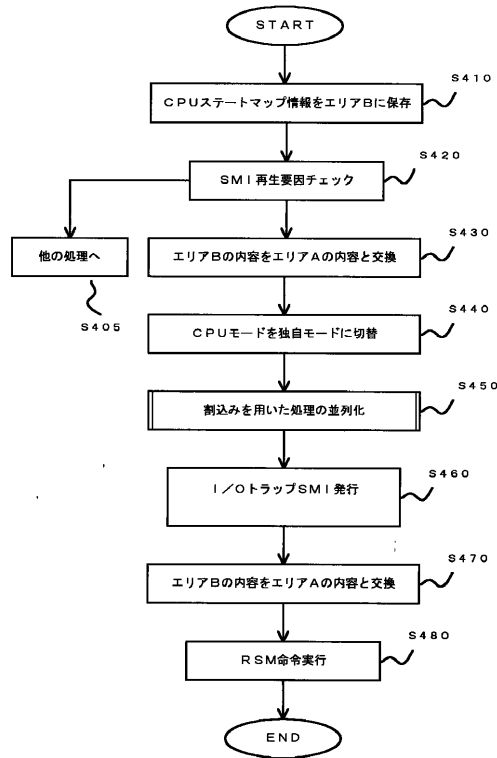 START
S410
CPUステートマップ情報をエリアBに保存
S420
SMI再生要因チェック
S430
他の処理へ
エリアBの内容をエリアAの内容と交換
S405
S440
CPUモードを独自モードに切替
S450
割込みを用いた処理の並列化
S460
I/OトラップSMI発行
S470
エリアBの内容をエリアAの内容と交換
S480
RSM命令実行
END